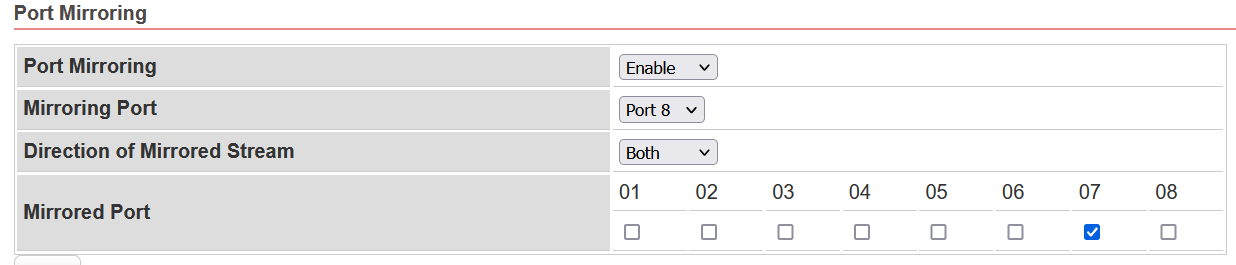 Port Mirroring
Port Mirroring Enable
Mirroring Port Port 8
Direction of Mirrored Stream Both
01 02 03 04 05 06 07 08
Mirrored Port